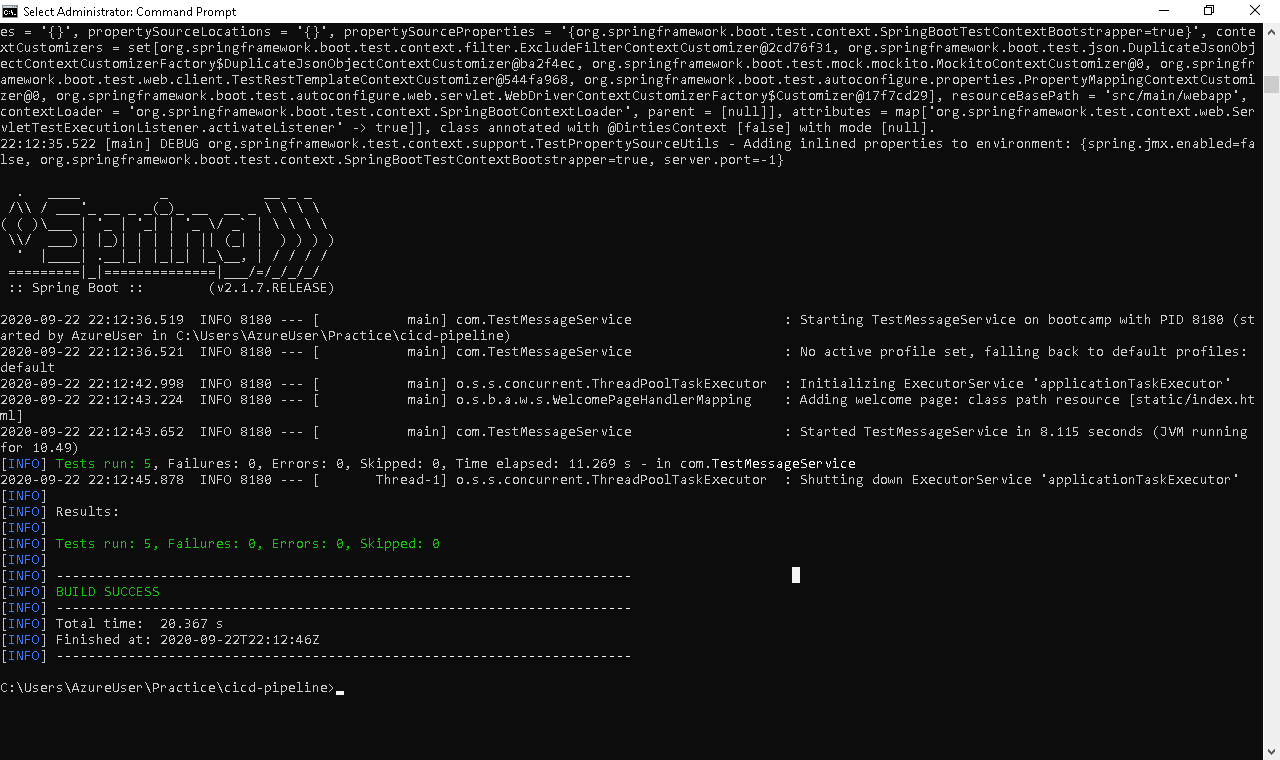 Select Administrator: Command Prompt
es = '{}', propertySourceLocations = '{}', propertySourceProperties = '{org.springframework.boot.test.context.SpringBootTestContextBootstrapper=true}', conte
xtCustomizers = set[org.springframework.boot.test.context.filter.ExcludeFilterContextCustomizer@2cd76f31, org.springframework.boot.test.json.DuplicateJsonObj
ectContextCustomizerFactory$DuplicateJsonObjectContextCustomizer@ba2f4ec, org.springframework.boot.test.mock.mockito.MockitoContextCustomizer@0, org.springfr
amework.boot.test.web.client.TestRestTemplateContextCustomizer@544fa968, org.springframework.boot.test.autoconfigure.properties.PropertyMappingContextCustomi
zer@0, org.springframework.boot.test.autoconfigure.web.servlet.WebDriverContextCustomizerFactory$Customizer@17f7cd29], resourceBasePath = 'src/main/webapp',
contextLoader = 'org.springframework.boot.test.context.SpringBootContextLoader', parent = [null]], attributes = map['org.springframework.test.context.web.Ser
vletTestExecutionListener.activateListener' -> true]], class annotated with @DirtiesContext [false] with mode [null].
22:12:35.522 [main] DEBUG org.springframework.test.context.support.TestPropertySourceUtils - Adding inlined properties to environment: {spring.jmx.enabled=fa
lse, org.springframework.boot.test.context.SpringBootTestContextBootstrapper=true, server.port=-1}
Spring
:: Spring Boot ::        (v2.1.7.RELEASE)
2020-09-22 22:12:36.519  INFO 8180 --- [           main] com.TestMessageService                   : Starting TestMessageService on bootcamp with PID 8180 (st
arted by AzureUser in C:\Users\AzureUser\Practice\cicd-pipeline)
2020-09-22 22:12:36.521  INFO 8180 --- [           main] com.TestMessageService                   : No active profile set, falling back to default profiles:
default
2020-09-22 22:12:42.998  INFO 8180 --- [           main] o.s.s.concurrent.ThreadPoolTaskExecutor  : Initializing ExecutorService 'applicationTaskExecutor'
2020-09-22 22:12:43.224  INFO 8180 --- [           main] o.s.b.a.w.s.WelcomePageHandlerMapping    : Adding welcome page: class path resource [static/index.ht
ml]
2020-09-22 22:12:43.652  INFO 8180 --- [           main] com.TestMessageService                   : Started TestMessageService in 8.115 seconds (JVM running
for 10.49)
[INFO] Tests run: 5, Failures: 0, Errors: 0, Skipped: 0, Time elapsed: 11.269 s - in com.TestMessageService
2020-09-22 22:12:45.878  INFO 8180 --- [       Thread-1] o.s.s.concurrent.ThreadPoolTaskExecutor  : Shutting down ExecutorService 'applicationTaskExecutor'
[INFO]
[INFO] Results:
[INFO]
[INFO] Tests run: 5, Failures: 0, Errors: 0, Skipped: 0
[INFO]
[INFO] ------------------------------------------------------------------------
[INFO] BUILD SUCCESS
[INFO] ------------------------------------------------------------------------
[INFO] Total time:  20.367 s
[INFO] Finished at: 2020-09-22T22:12:46Z
[INFO] ------------------------------------------------------------------------
C:\Users\AzureUser\Practice\cicd-pipeline>